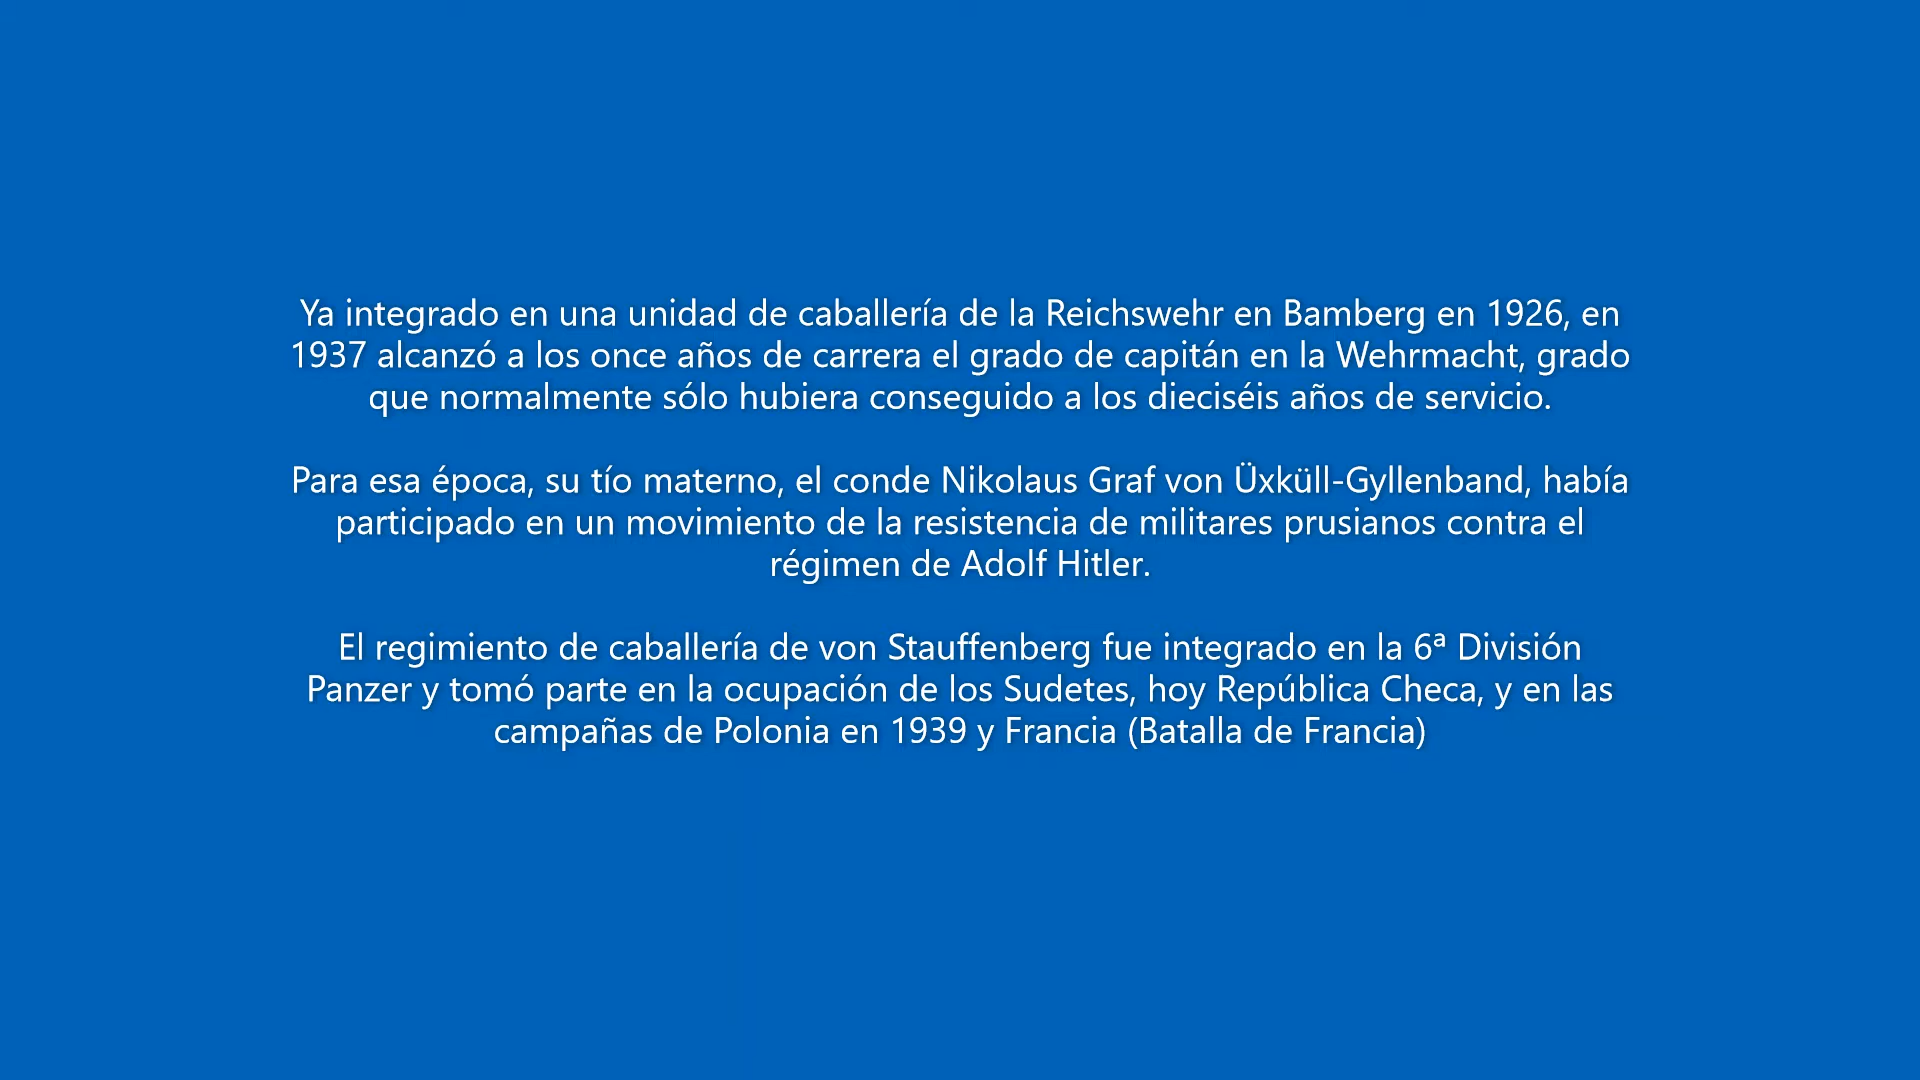 Ya integrado en una unidad de caballería de la Reichswehr en Bamberg en 1926, en
1937 alcanzó a los once años de carrera el grado de capitán en la Wehrmacht, grado
que normalmente sólo hubiera conseguido a los dieciséis años de servicio.
Para esa época, su tío materno, el conde Nikolaus Graf von Üxküll-Gyllenband, había
participado en un movimiento de la resistencia de militares prusianos contra el
régimen de Adolf Hitler.
El regimiento de caballería de von Stauffenberg fue integrado en la 6ª División
Panzer y tomó parte en la ocupación de los Sudetes, hoy República Checa, y en las
campañas de Polonia en 1939 y Francia (Batalla de Francia)